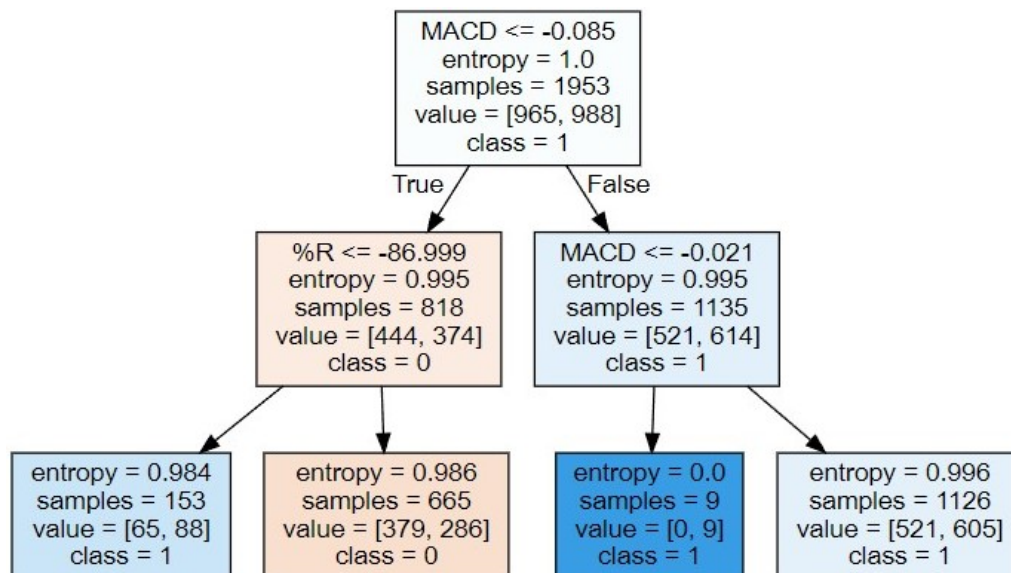 MACD <= -0.085
entropy = 1.0
samples = 1953
value = [965, 988]
class = 1
True
False
%R <= -86.999
entropy = 0.995
samples = 818
value = [444, 374]
class = 0
MACD <= -0.021
entropy = 0.995
samples = 1135
value = [521, 614]
class = 1
entropy = 0.984
samples = 153
value = [65, 88]
class = 1
entropy = 0.986
samples = 665
value = [379, 286]
class = 0
entropy = 0.0
samples = 9
value = [0, 9]
class = 1
entropy = 0.996
samples = 1126
value = [521, 605]
class = 1